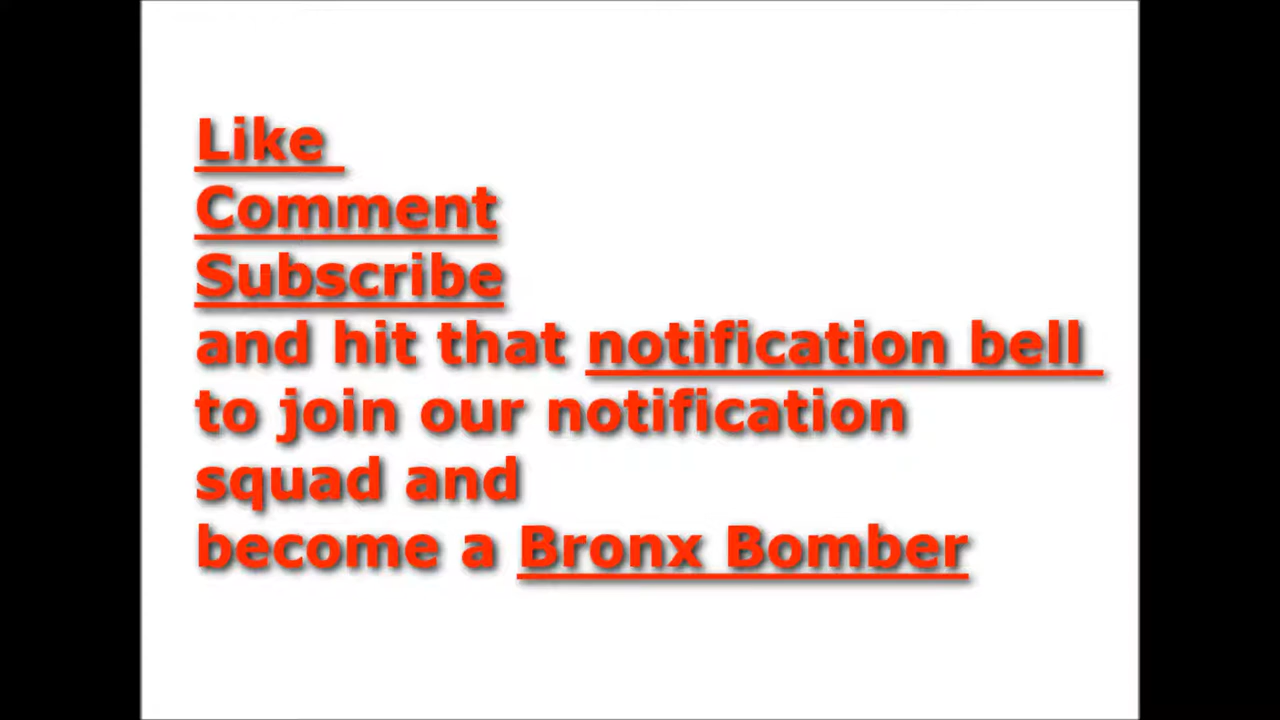 Like
Comment
Subscribe
and hit that notification bell
to join our notification
squad and
become a Bronx Bomber